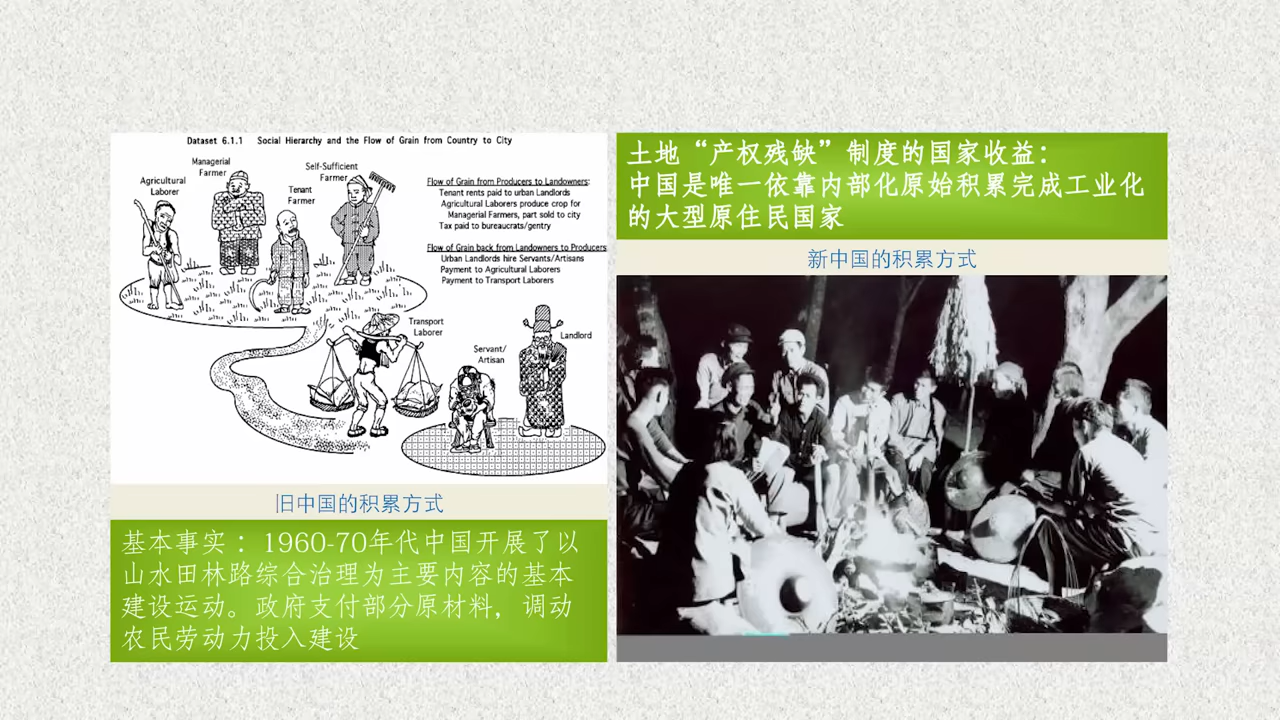 Dataset 6.1.1 Social Hierarchy and the Flow of Grain from Country to City
Managerial
Farmer
Agricultural
Laborer
Tenant
Farmer
Self-Sufficient
Farmer
Flow of Grain from Producers to Landowners:
Tenant rents paid to urban Landlords
Agricultural Laborers produce crop for
Managerial Farmers, part sold to city
Tax paid to bureaucrats/gentry
Flow of Grain back from Landowners to Producers
Urban Landlords hire Servants/Artisans
Payment to Agricultural Laborers
Payment to Transport Laborers
Transport
Laborer
Servant/
Artisan
Landlord
旧中国的积累方式
基本事实：1960-70年代中国开展了以
山水田林路综合治理为主要内容的基本
建设运动。政府支付部分原材料，调动
农民劳动力投入建设
土地“产权残缺”制度的国家收益：
中国是唯一依靠内部化原始积累完成工业化
的大型原住民国家
新中国的积累方式